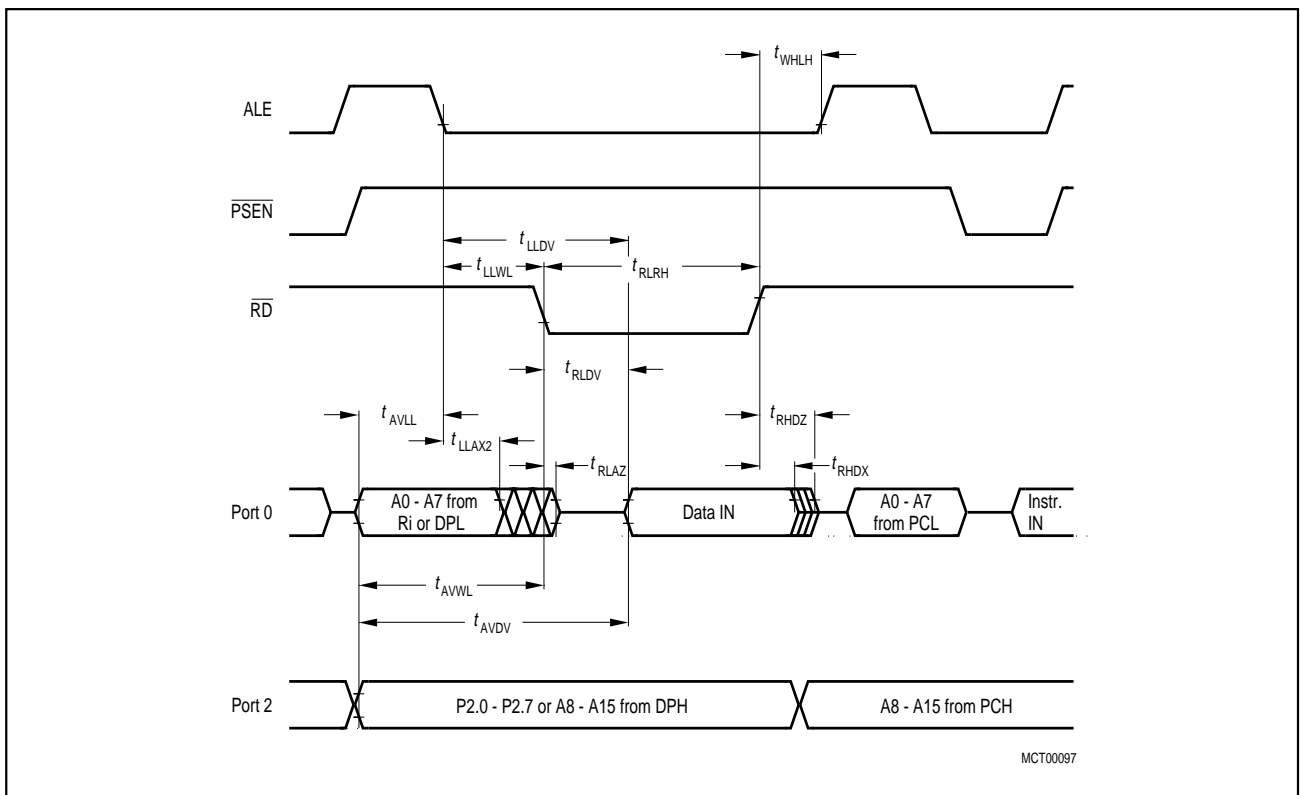 tWHLH
ALE
PSEN
tLLDV
tLLWL
tRLRH
RD
tRLDV
tAVLL
tRHDZ
tLLAX2
tRLAZ
tRHDX
Port 0
A0 - A7 from
Ri or DPL
Data IN
A0 - A7
from PCL
Instr.
IN
tAVWL
tAVDV
Port 2
P2.0 - P2.7 or A8 - A15 from DPH
A8 - A15 from PCH
MCT00097